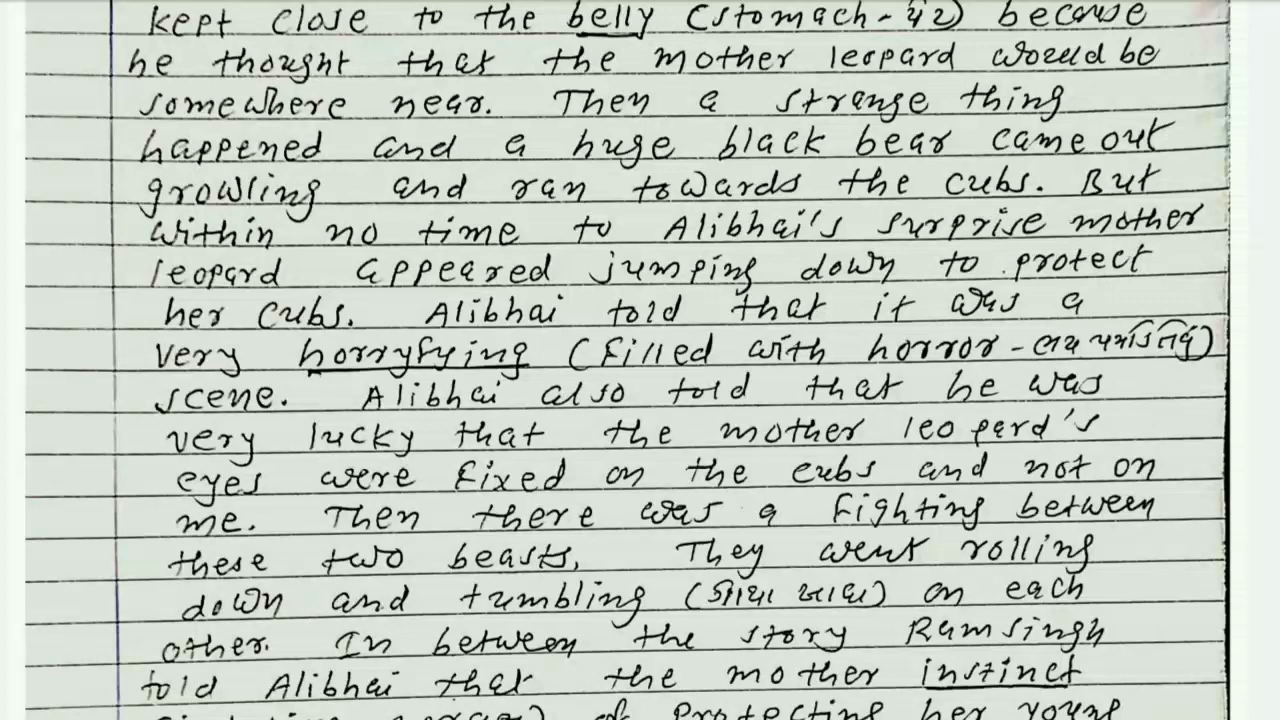 kept close to the belly (stomach - પેટ) because
he thought that the mother leopard would be
somewhere near. Then a strange thing
happened and a huge black bear came out
growling and ran towards the cubs. But
within no time to Alibhai's surprise mother
leopard appeared jumping down to protect
her cubs. Alibhai told that it was a
very horryfying (filled with horror -
scene. Alibhai also told that he was
very lucky that the mother leopard's
eyes were fixed on the cubs and not on
me. Then there was a fighting between
these two beasts. They went rolling
down and tumbling ( ) on each
other. In between the story Ramsingh
told Alibhai that the mother instinct
of protecting her young